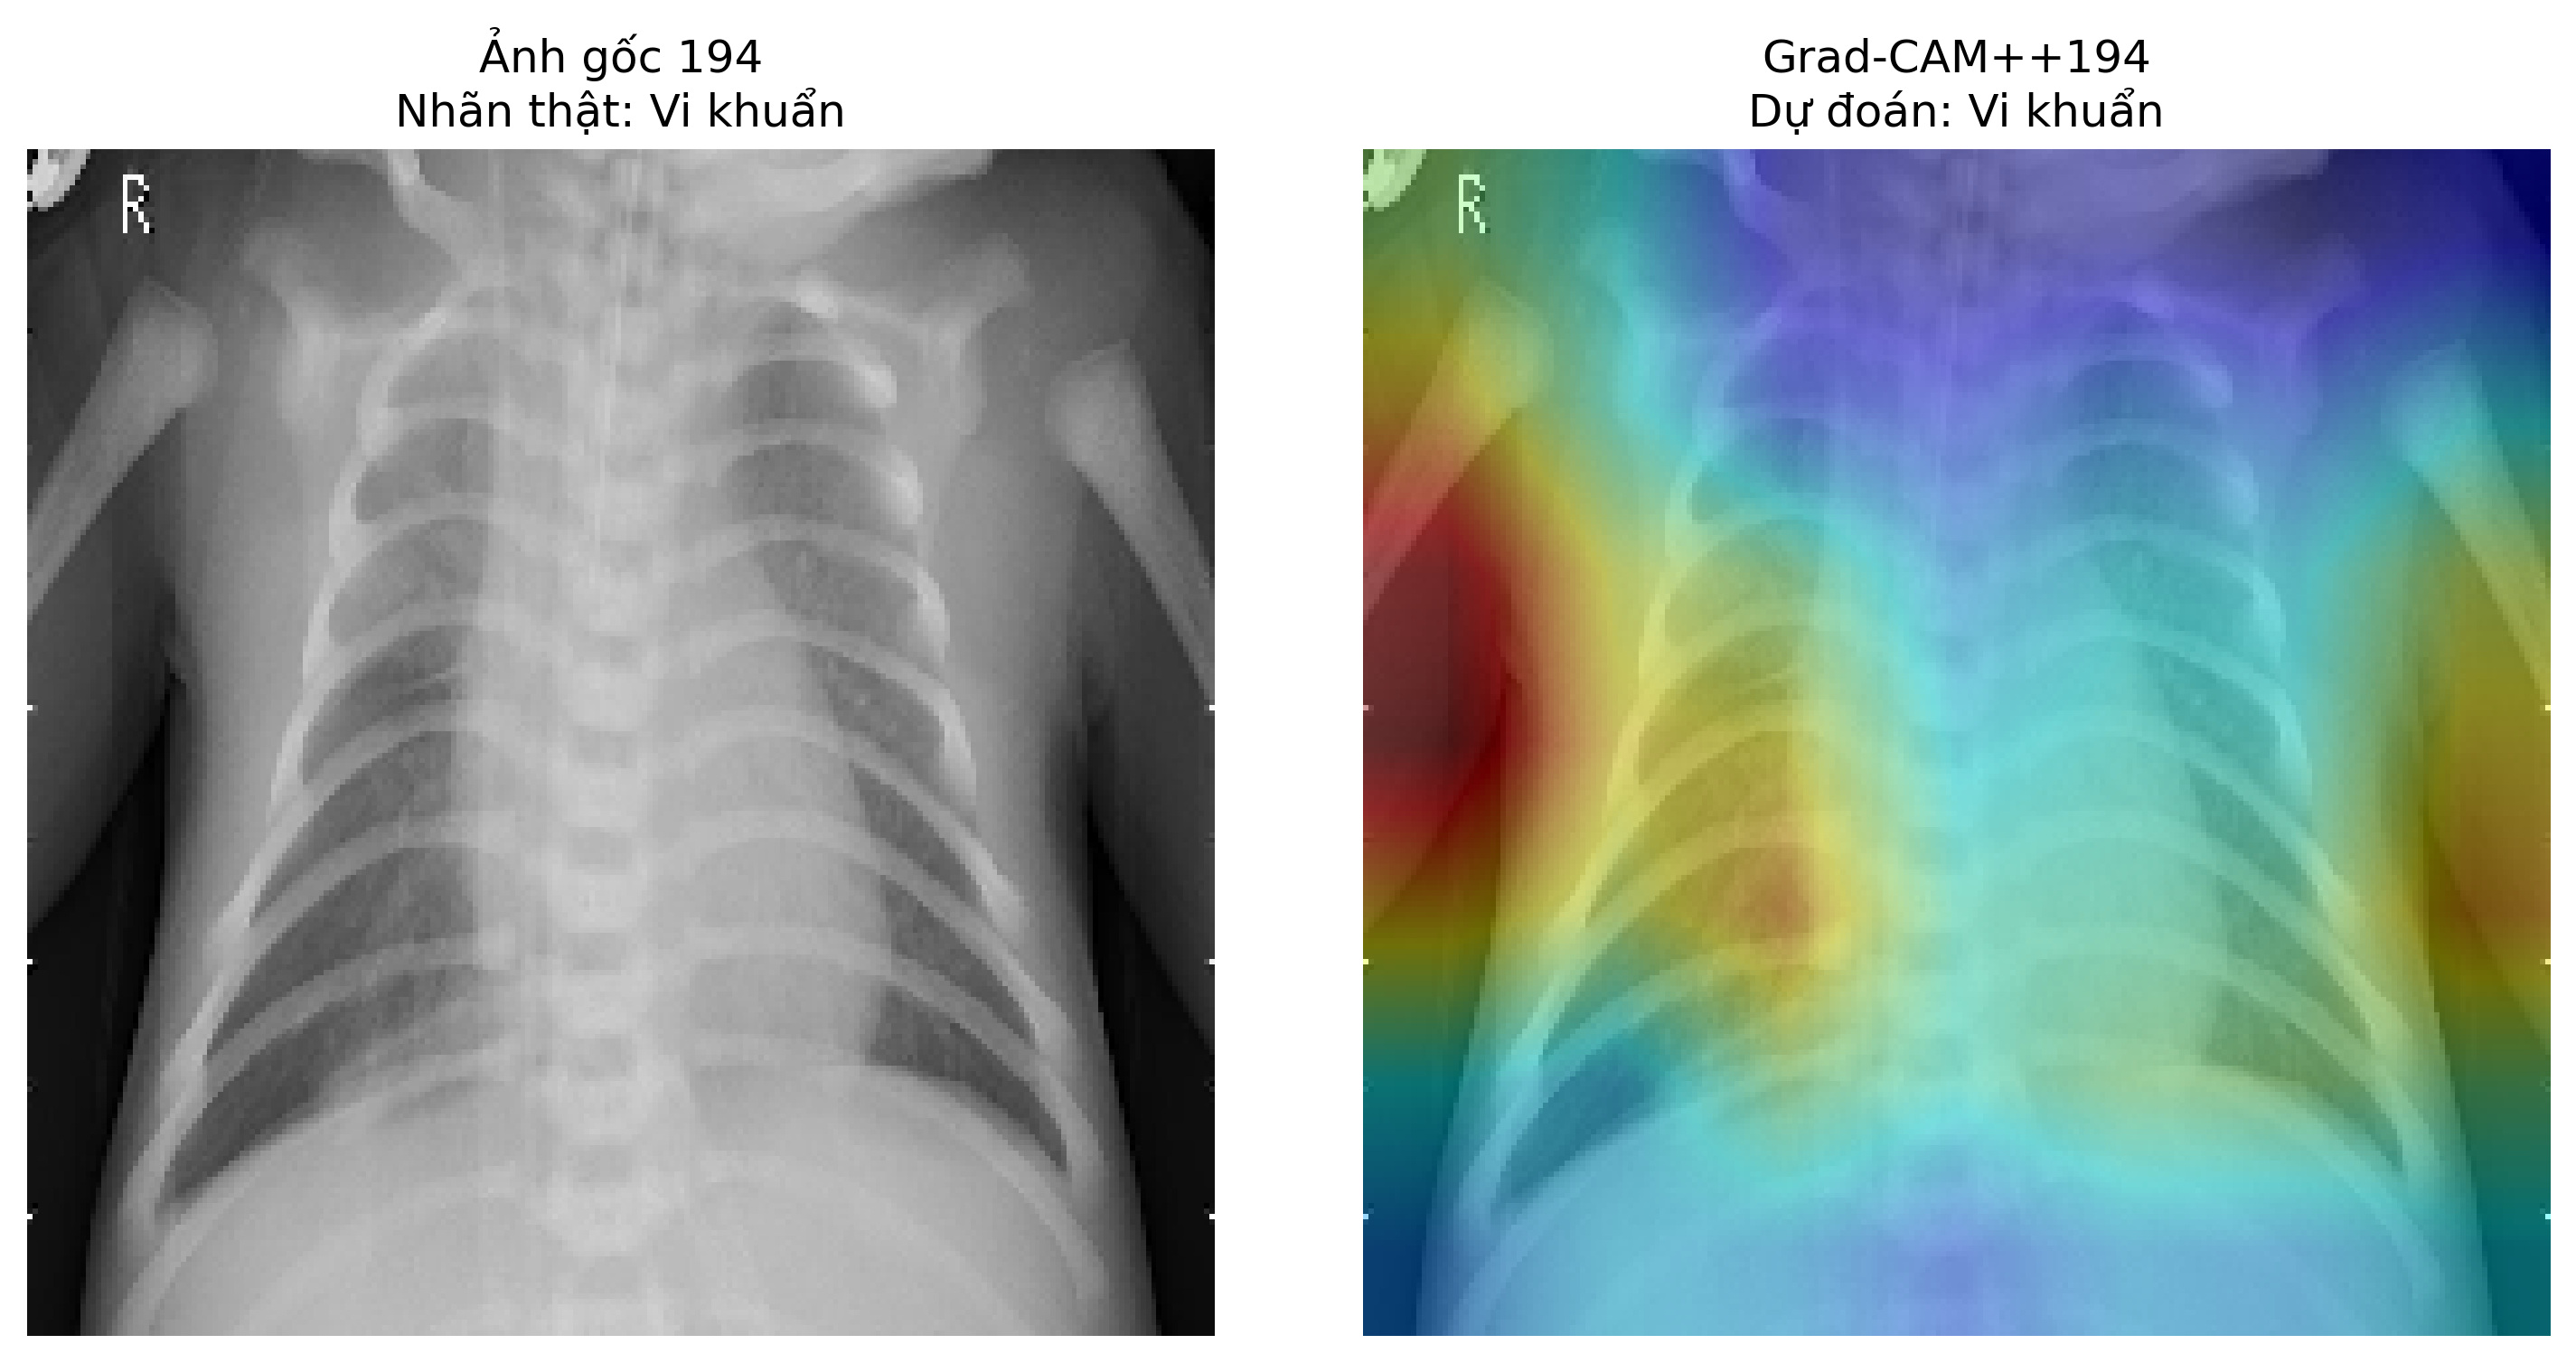 Ảnh gốc 194
Nhãn thật: Vi khuẩn
Grad-CAM++194
Dự đoán: Vi khuẩn
R
R